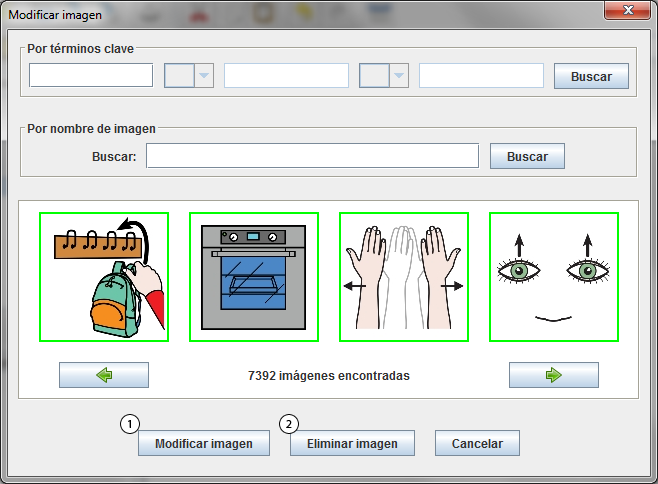 Modificar imagen
Por términos clave
Buscar
Por nombre de imagen
Buscar:
Buscar
7392 imágenes encontradas
1
2
Modificar imagen
Eliminar imagen
Cancelar